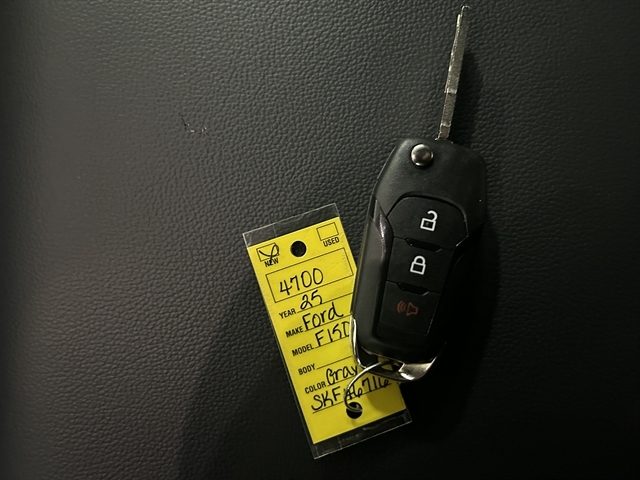 NEW USED
4700
YEAR 25
MAKE Ford
MODEL F150
BODY
COLOR Gray